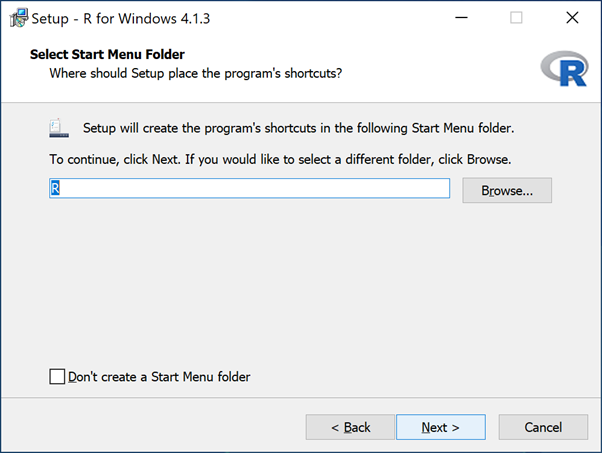 Setup - R for Windows 4.1.3
Select Start Menu Folder
Where should Setup place the program's shortcuts?
R
Setup will create the program's shortcuts in the following Start Menu folder.
To continue, click Next. If you would like to select a different folder, click Browse.
R
Browse...
Don't create a Start Menu folder
< Back
Next >
Cancel